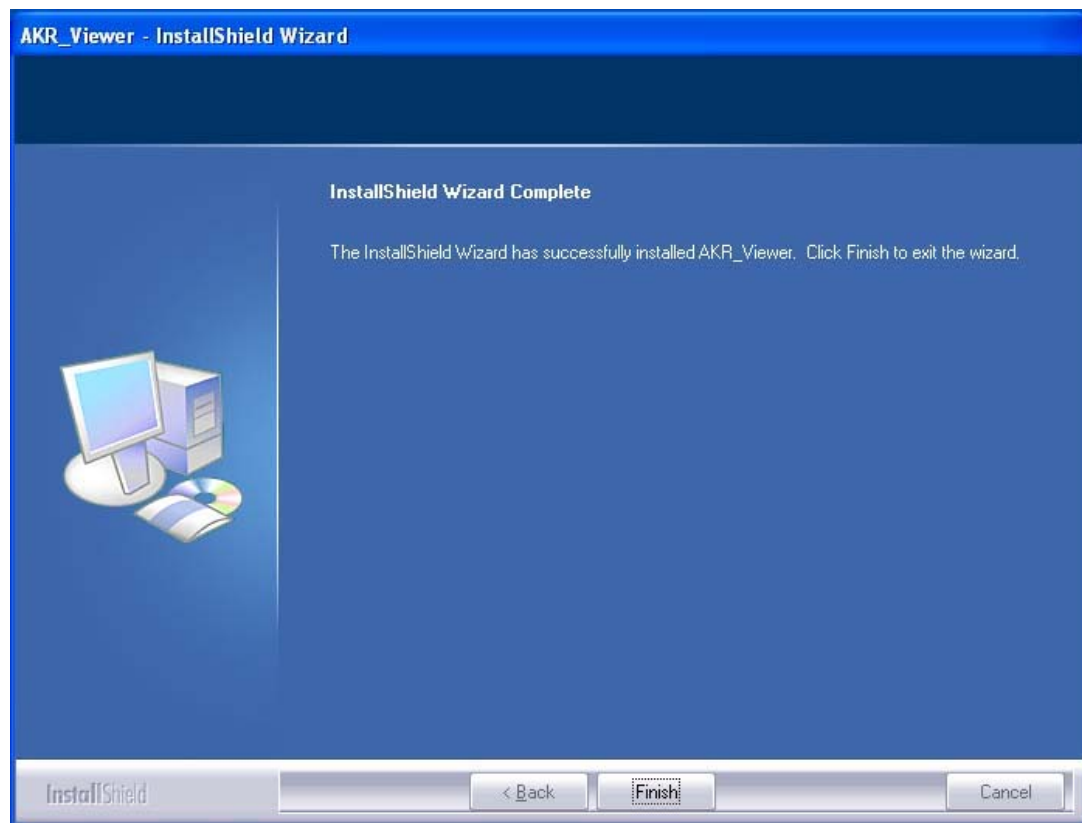 AKR_Viewer - InstallShield Wizard
InstallShield Wizard Complete
The InstallShield Wizard has successfully installed AKR_Viewer. Click Finish to exit the wizard.
InstallShield
< Back
Finish
Cancel